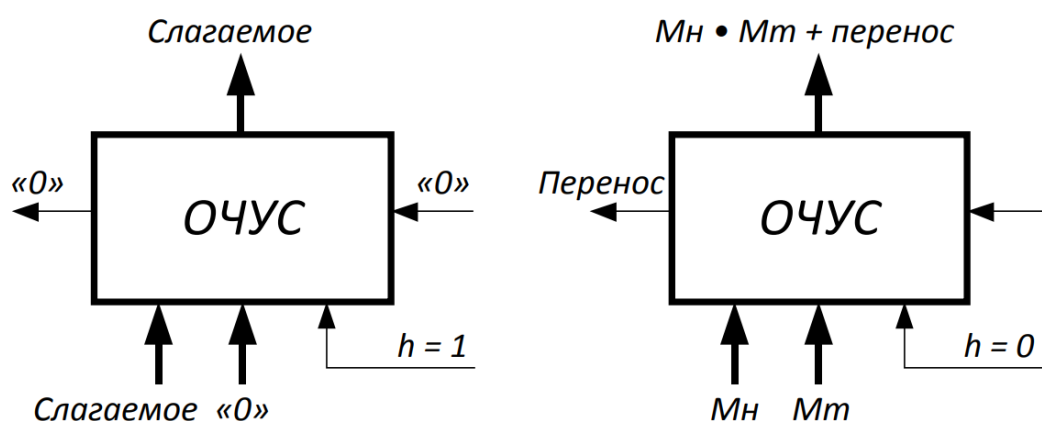 Слагаемое
«0»
ОЧУС
«0»
h = 1
Слагаемое «0»
Мн • Мт + перенос
Перенос
ОЧУС
h = 0
Мн Мт